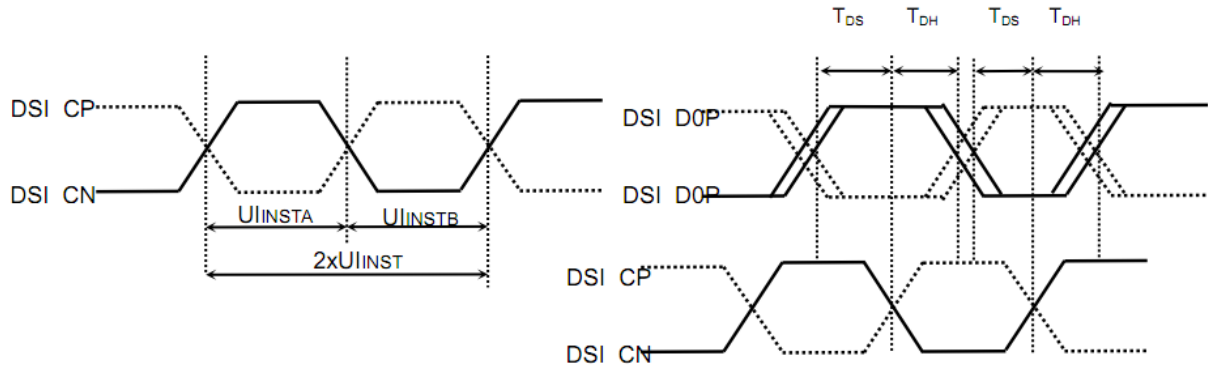 DSI CP
DSI CN
UIINSTA UIINSTB
2xUIINST
TDS TDH TDS TDH
DSI D0P
DSI D0P
DSI CP
DSI CN